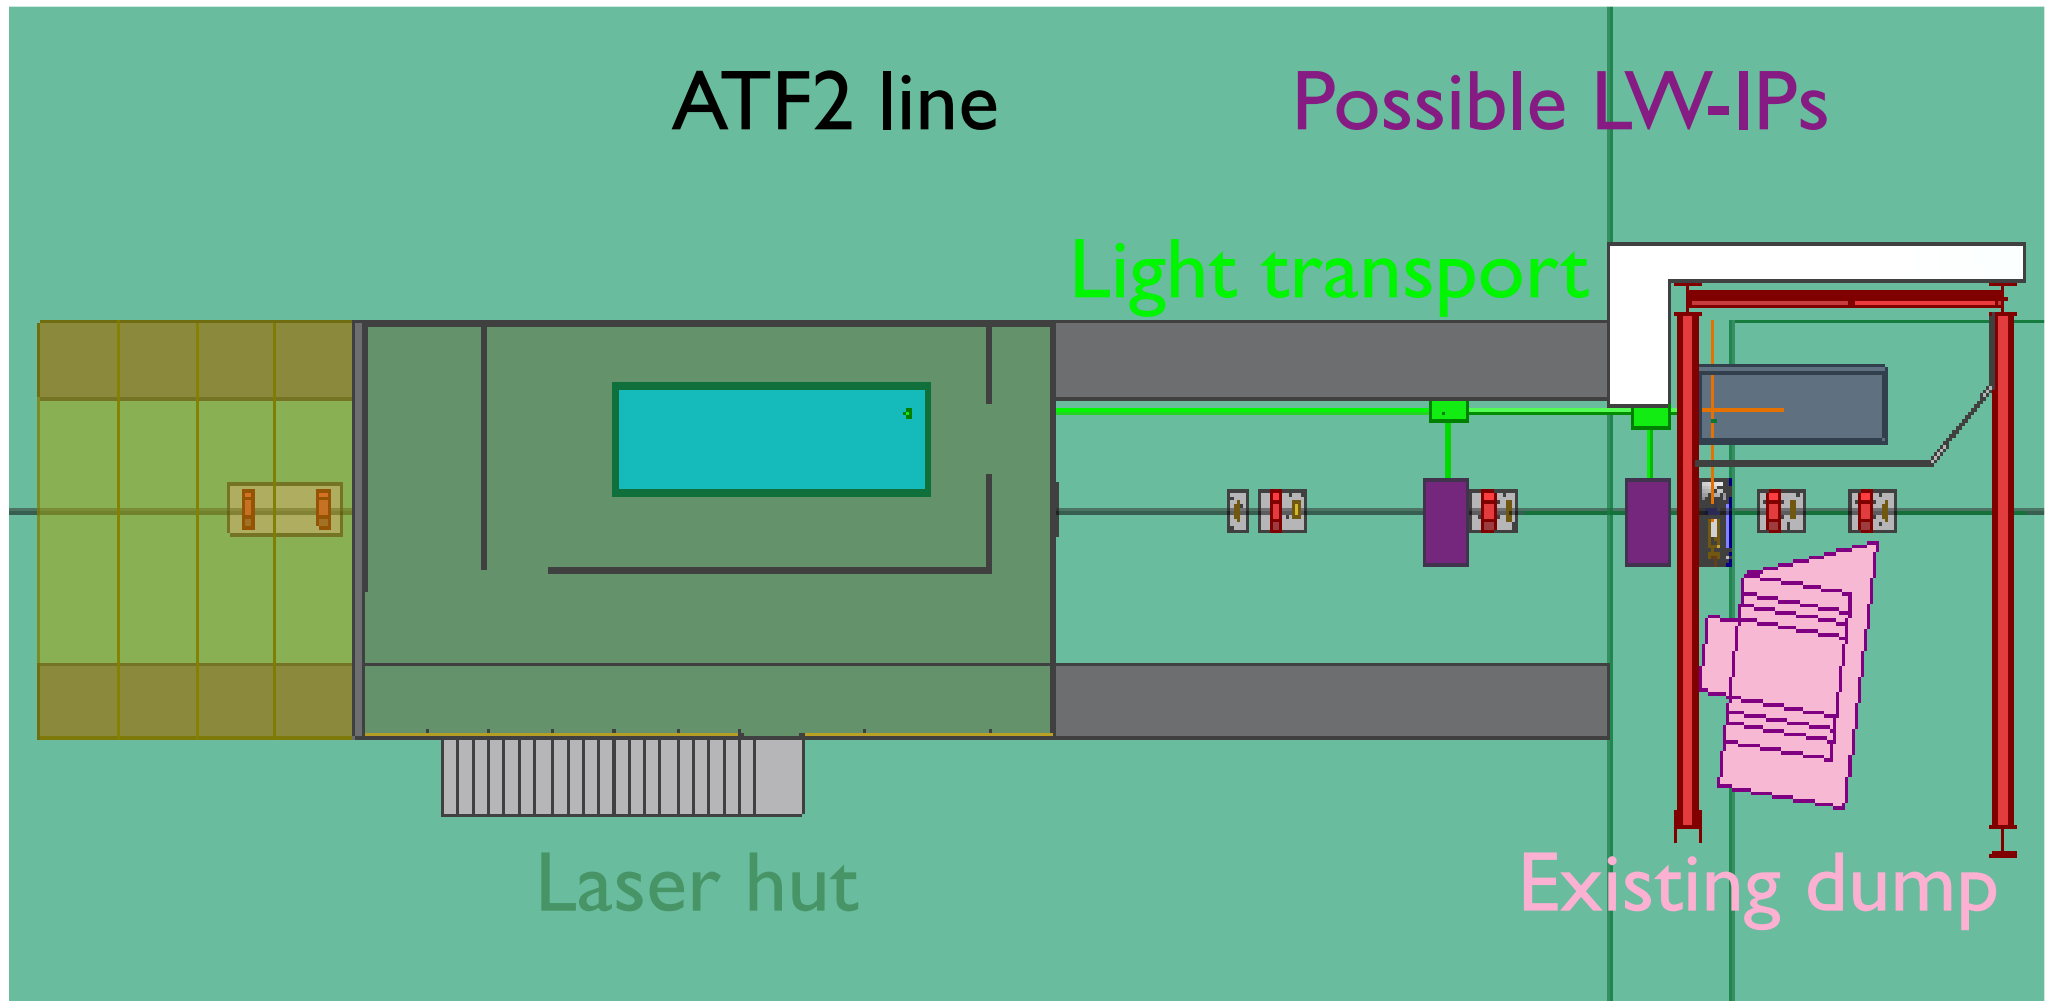 ATF2 line
Possible LW-IPs
Light transport
Laser hut
Existing dump